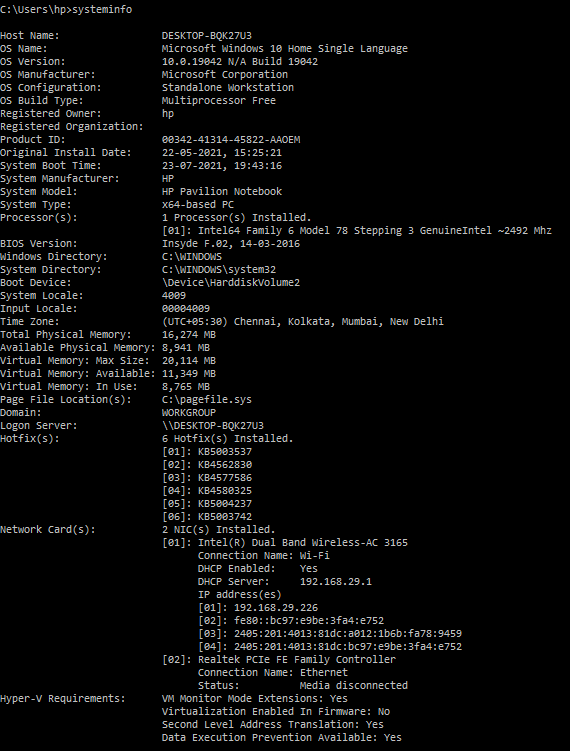 C:\Users\hp>systeminfo
Host Name: DESKTOP-BQK27U3
OS Name: Microsoft Windows 10 Home Single Language
OS Version: 10.0.19042 N/A Build 19042
OS Manufacturer: Microsoft Corporation
OS Configuration: Standalone Workstation
OS Build Type: Multiprocessor Free
Registered Owner: hp
Registered Organization:
Product ID: 00342-41314-45822-AAOEM
Original Install Date: 22-05-2021, 15:25:21
System Boot Time: 23-07-2021, 19:43:16
System Manufacturer: HP
System Model: HP Pavilion Notebook
System Type: x64-based PC
Processor(s): 1 Processor(s) Installed.
[01]: Intel64 Family 6 Model 78 Stepping 3 GenuineIntel ~2492 Mhz
BIOS Version: Insyde F.02, 14-03-2016
Windows Directory: C:\WINDOWS
System Directory: C:\WINDOWS\system32
Boot Device: \Device\HarddiskVolume2
System Locale: 4009
Input Locale: 00004009
Time Zone: (UTC+05:30) Chennai, Kolkata, Mumbai, New Delhi
Total Physical Memory: 16,274 MB
Available Physical Memory: 8,941 MB
Virtual Memory: Max Size: 20,114 MB
Virtual Memory: Available: 11,349 MB
Virtual Memory: In Use: 8,765 MB
Page File Location(s): C:\pagefile.sys
Domain: WORKGROUP
Logon Server: \\DESKTOP-BQK27U3
Hotfix(s): 6 Hotfix(s) Installed.
[01]: KB5003537
[02]: KB4562830
[03]: KB4577586
[04]: KB4580325
[05]: KB5004237
[06]: KB5003742
Network Card(s): 2 NIC(s) Installed.
[01]: Intel(R) Dual Band Wireless-AC 3165
Connection Name: Wi-Fi
DHCP Enabled: Yes
DHCP Server: 192.168.29.1
IP address(es)
[01]: 192.168.29.226
[02]: fe80::bc97:e9be:3fa4:e752
[03]: 2405:201:4013:81dc:a012:1b6b:fa78:9459
[04]: 2405:201:4013:81dc:bc97:e9be:3fa4:e752
[02]: Realtek PCIe FE Family Controller
Connection Name: Ethernet
Status: Media disconnected
Hyper-V Requirements: VM Monitor Mode Extensions: Yes
Virtualization Enabled In Firmware: No
Second Level Address Translation: Yes
Data Execution Prevention Available: Yes